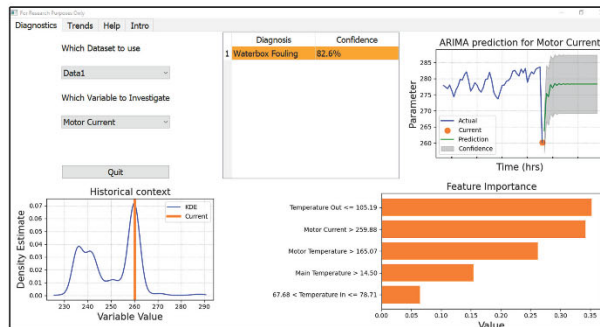 For Research Purposes Only
Diagnostics Trends Help Intro
Which Dataset to use
Data1
Which Variable to Investigate
Motor Current
Quit
Diagnosis Confidence
1 Waterbox Fouling 82.6%
ARIMA prediction for Motor Current
Parameter
285
280
275
270
265
260
Actual
Current
Prediction
Confidence
Time (hrs)
Historical context
Density Estimate
0.07
0.06
0.05
0.04
0.03
0.02
0.01
0.00
KDE
Current
230 240 250 260 270 280 290
Variable Value
Feature Importance
Temperature Out <= 105.19
Motor Current > 259.88
Motor Temperature > 165.07
Main Temperature > 14.50
67.68 < Temperature In <= 78.71
0.00 0.05 0.10 0.15 0.20 0.25 0.30 0.35
Value